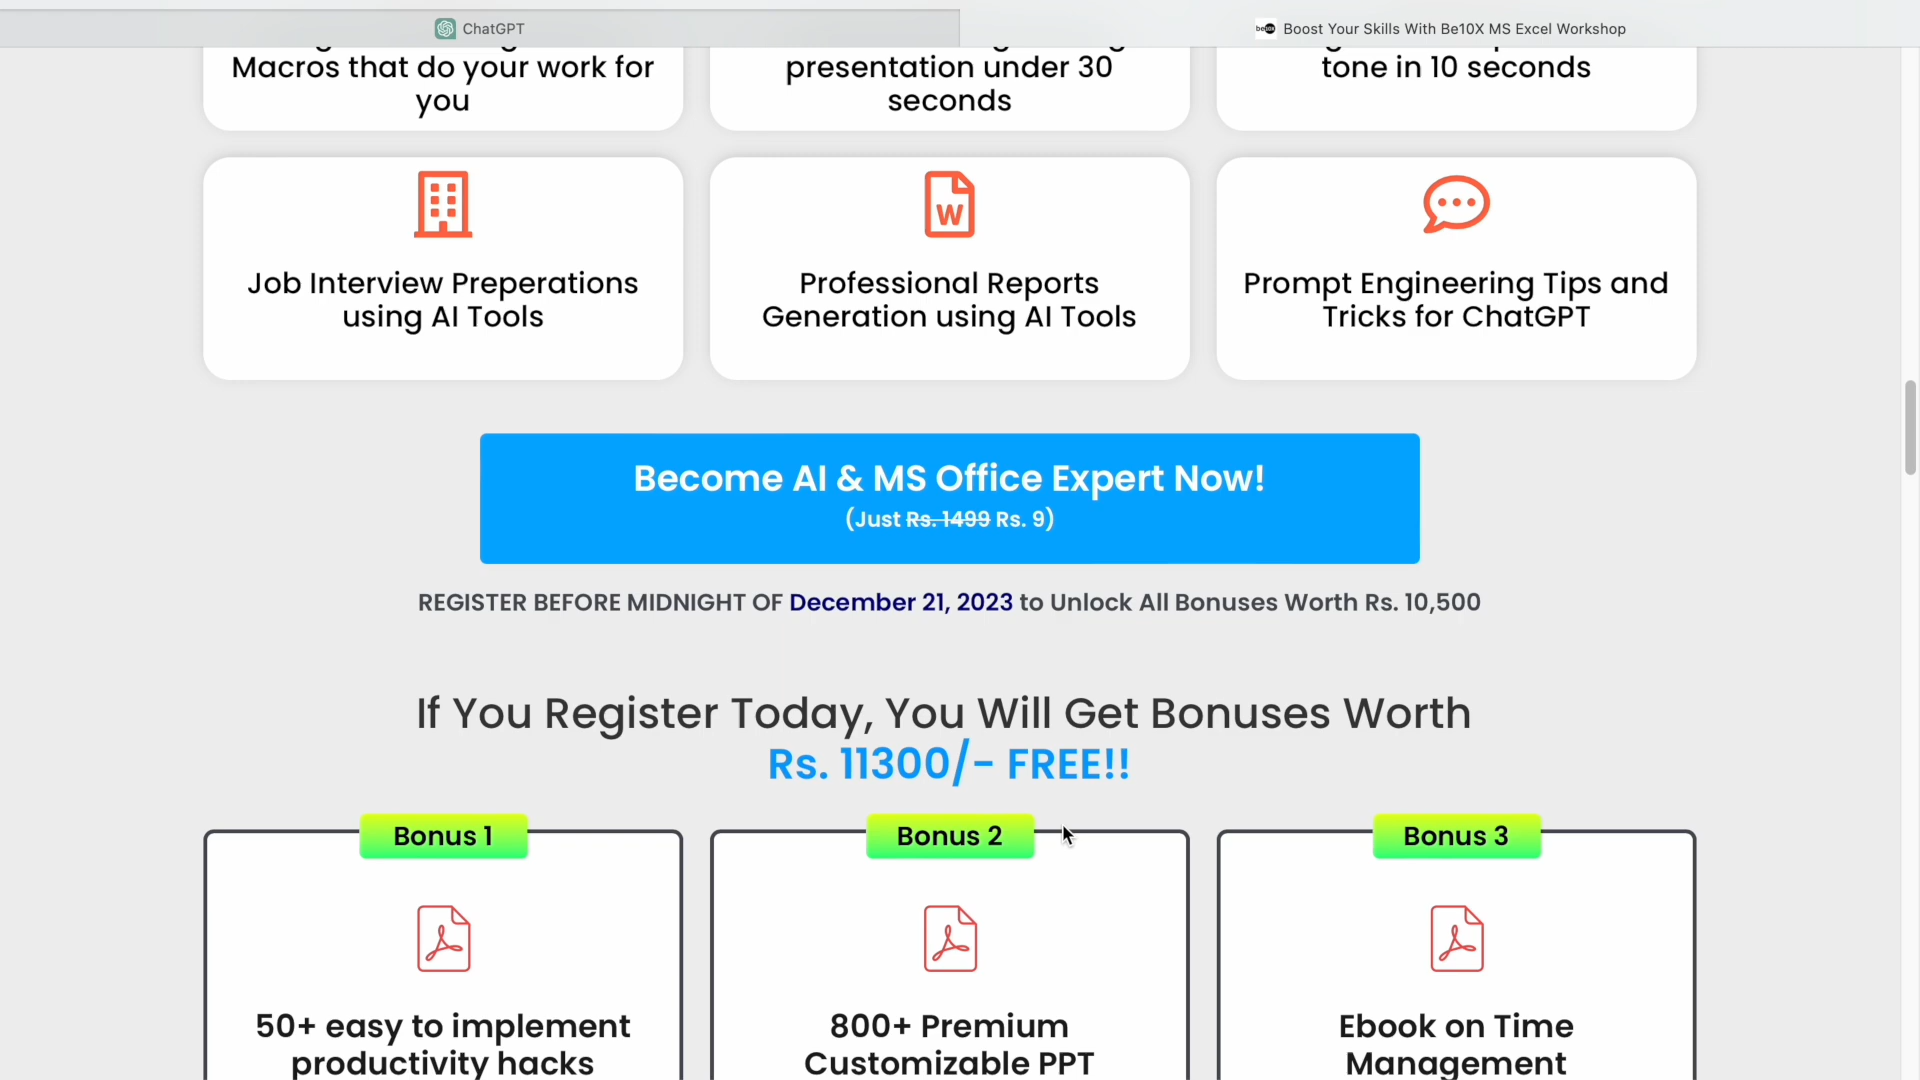 ChatGPT
be10x Boost Your Skills With Be10X MS Excel Workshop
Macros that do your work for
you
presentation under 30
seconds
tone in 10 seconds
Job Interview Preperations
using AI Tools
W
Professional Reports
Generation using AI Tools
Prompt Engineering Tips and
Tricks for ChatGPT
Become AI & MS Office Expert Now!
(Just Rs. 1499 Rs. 9)
REGISTER BEFORE MIDNIGHT OF December 21, 2023 to Unlock All Bonuses Worth Rs. 10,500
If You Register Today, You Will Get Bonuses Worth
Rs. 11300/- FREE!!
Bonus 1
50+ easy to implement
productivity hacks
Bonus 2
800+ Premium
Customizable PPT
Bonus 3
Ebook on Time
Management